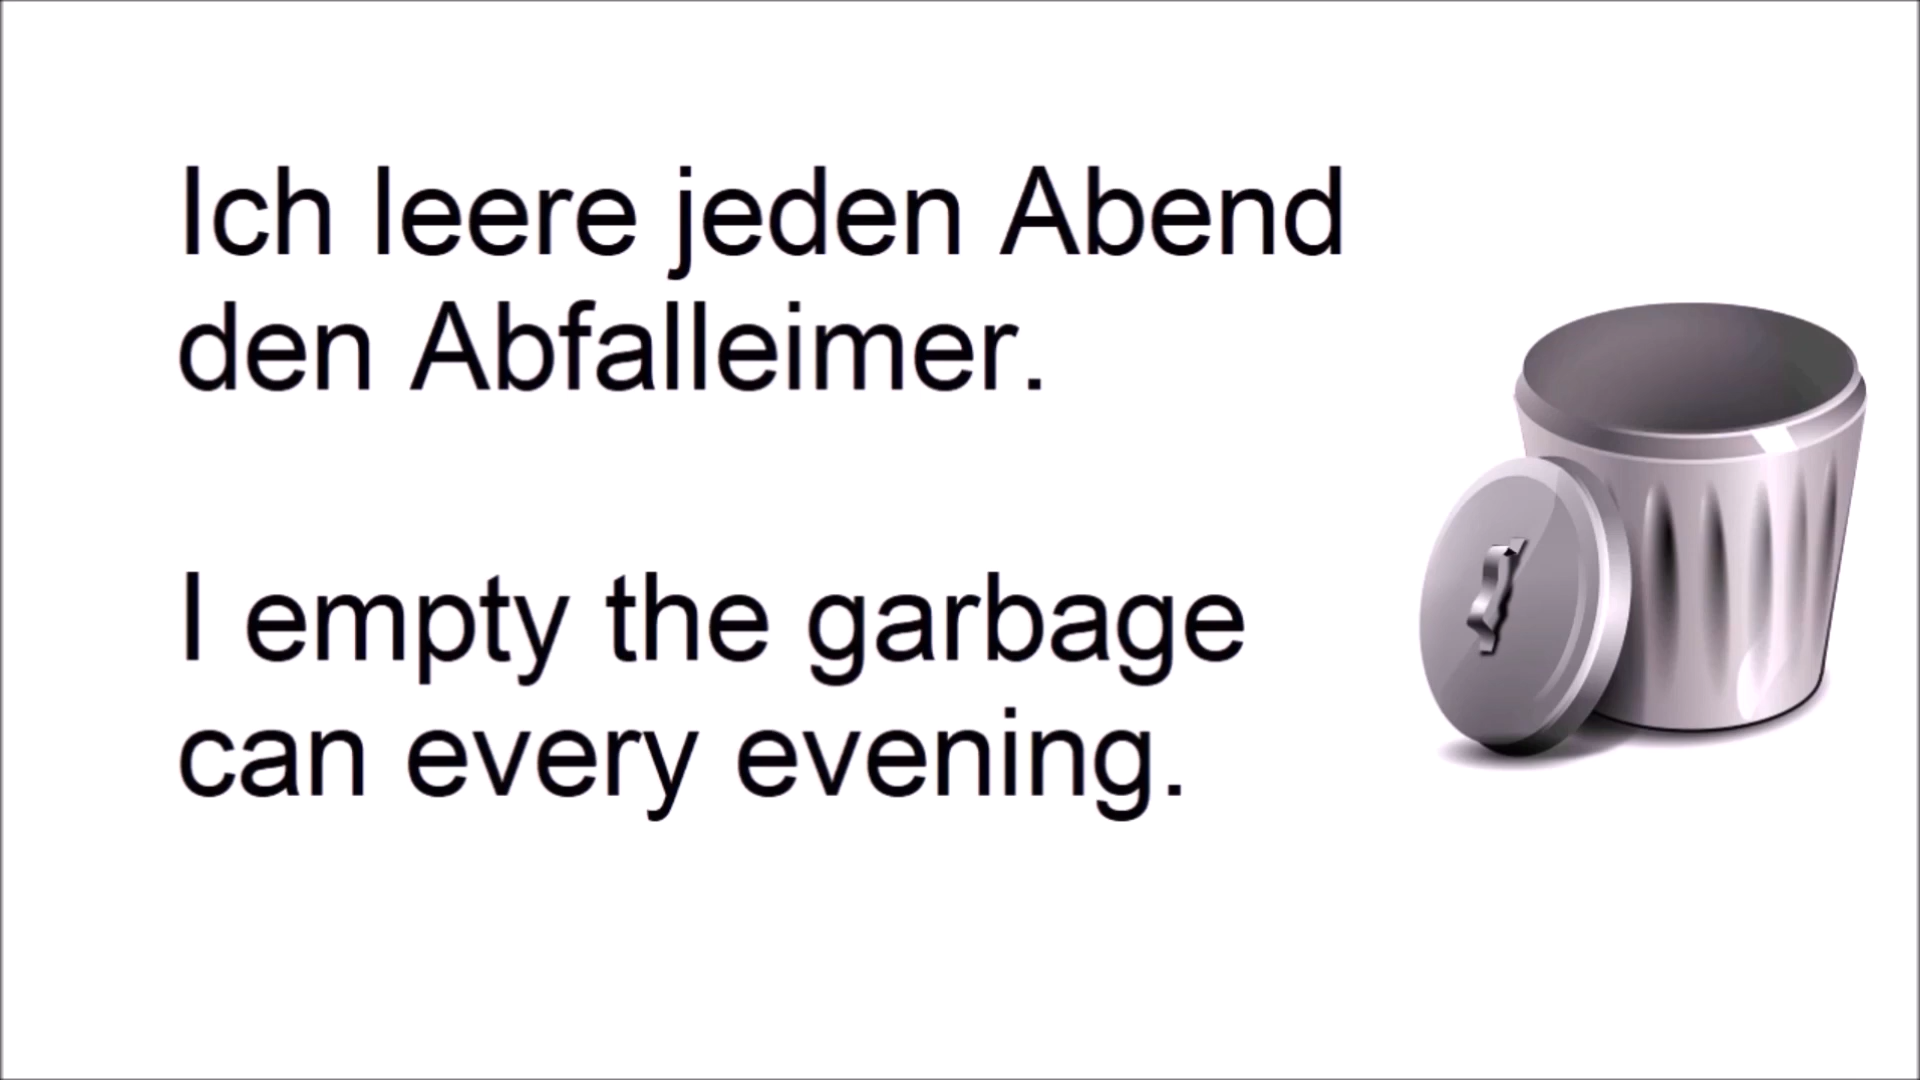 Ich leere jeden Abend
den Abfalleimer.
I empty the garbage
can every evening.